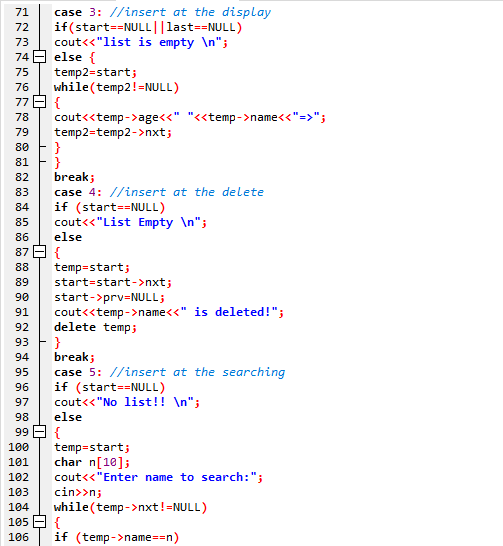 71 case 3: //insert at the display
72 if(start==NULL||last==NULL)
73 cout<<"list is empty \n";
74 else {
75 temp2=start;
76 while(temp2!=NULL)
77 {
78 cout<<temp->age<<" "<<temp->name<<"=>";
79 temp2=temp2->nxt;
80 }
81 }
82 break;
83 case 4: //insert at the delete
84 if (start==NULL)
85 cout<<"List Empty \n";
86 else
87 {
88 temp=start;
89 start=start->nxt;
90 start->prv=NULL;
91 cout<<temp->name<<" is deleted!";
92 delete temp;
93 }
94 break;
95 case 5: //insert at the searching
96 if (start==NULL)
97 cout<<"No list!! \n";
98 else
99 {
100 temp=start;
101 char n[10];
102 cout<<"Enter name to search:";
103 cin>>n;
104 while(temp->nxt!=NULL)
105 {
106 if (temp->name==n)